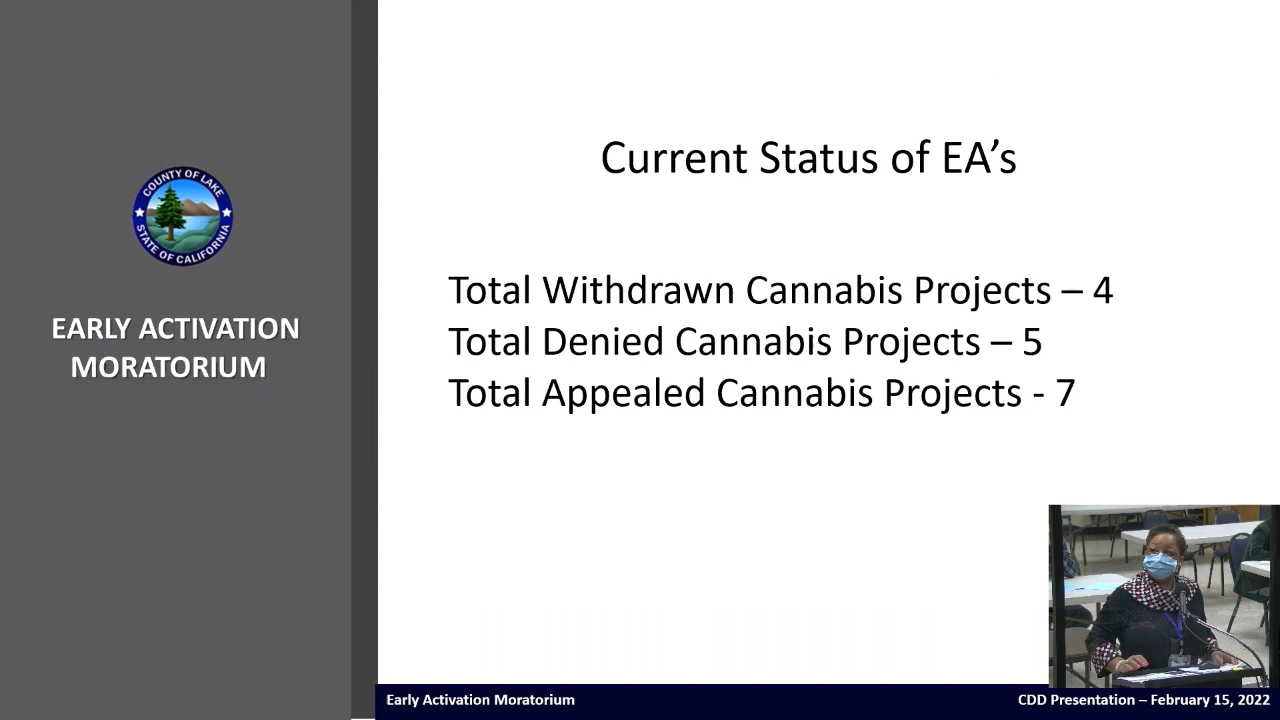 COUNTY OF LAKE
STATE OF CALIFORNIA
EARLY ACTIVATION
MORATORIUM
Current Status of EA’s
Total Withdrawn Cannabis Projects – 4
Total Denied Cannabis Projects – 5
Total Appealed Cannabis Projects - 7
Early Activation Moratorium
CDD Presentation – February 15, 2022